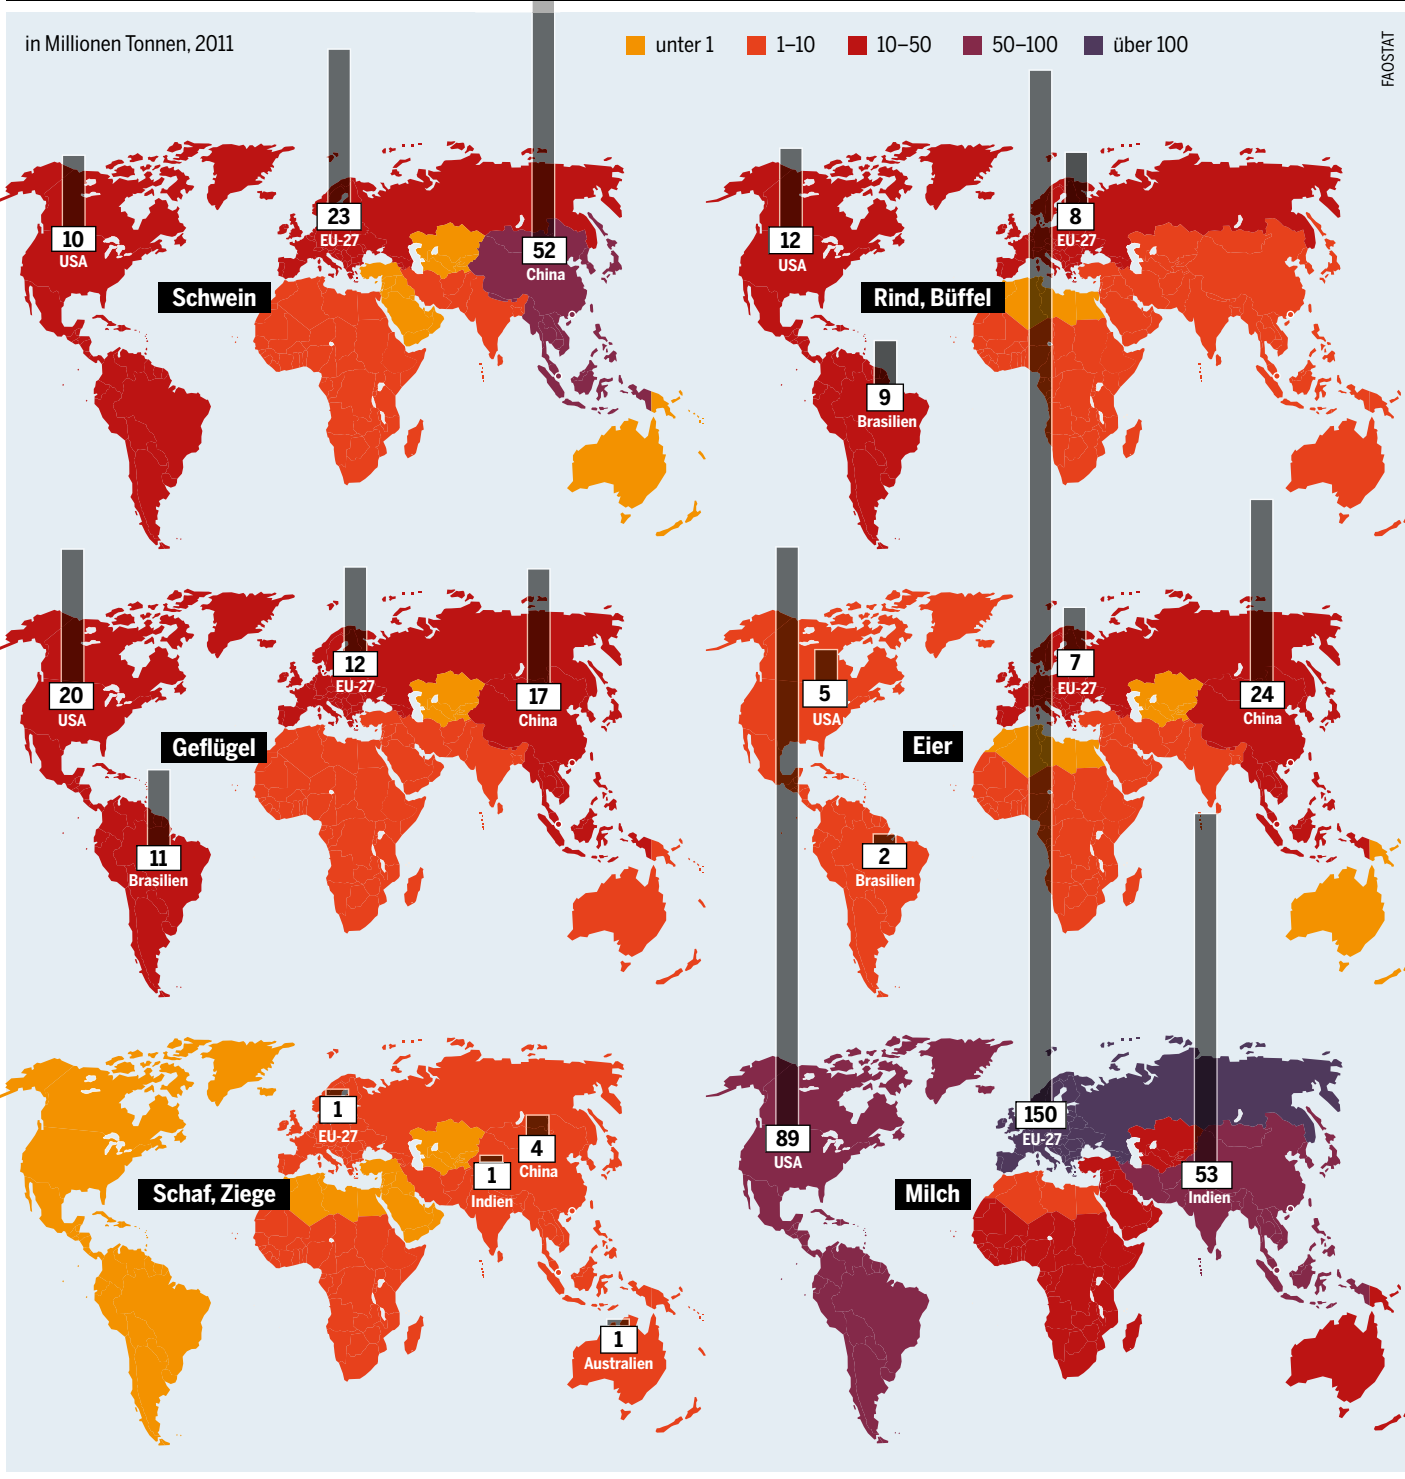 in Millionen Tonnen, 2011
unter 1
1–10
10–50
50–100
über 100
FAOSTAT
Schwein
10
USA
23
EU-27
52
China
Rind, Büffel
12
USA
8
EU-27
9
Brasilien
Geflügel
20
USA
12
EU-27
17
China
11
Brasilien
Eier
5
USA
7
EU-27
24
China
2
Brasilien
Schaf, Ziege
1
EU-27
4
China
1
Indien
1
Australien
Milch
89
USA
150
EU-27
53
Indien